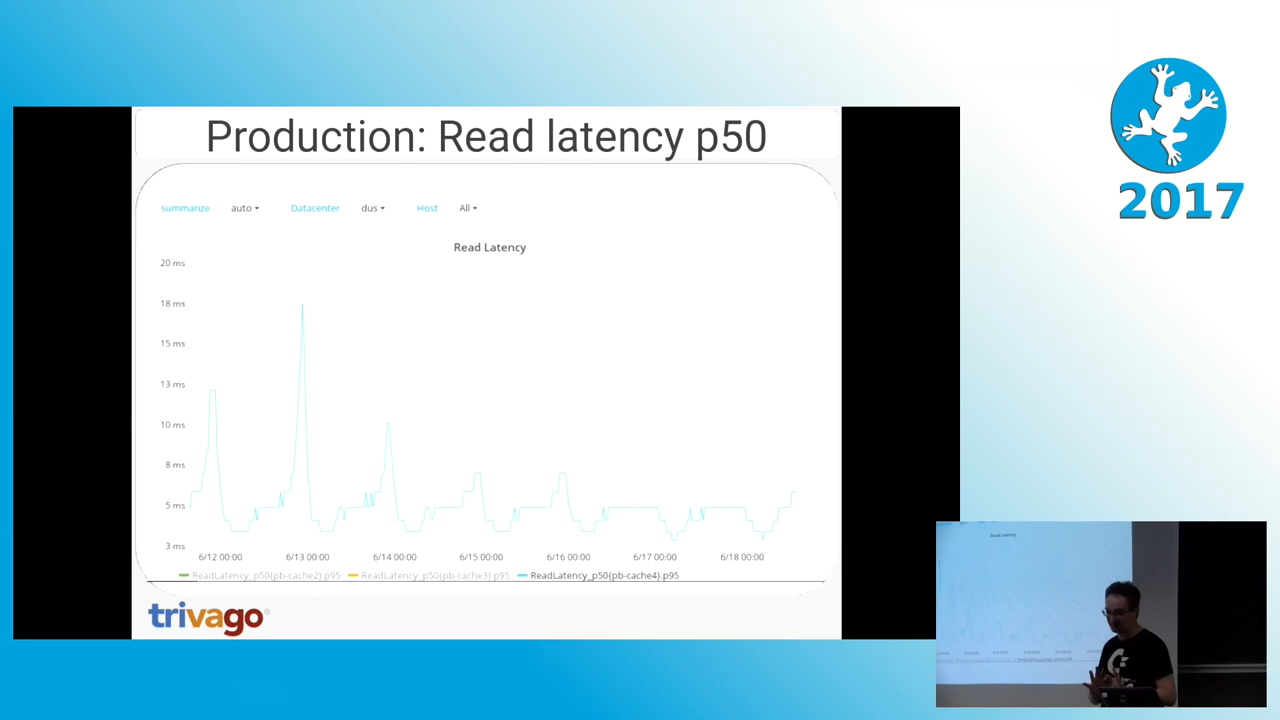 Production: Read latency p50
summarize auto Datacenter dus Host All
Read Latency
20 ms
18 ms
15 ms
13 ms
10 ms
8 ms
5 ms
3 ms
6/12 00:00 6/13 00:00 6/14 00:00 6/15 00:00 6/16 00:00 6/17 00:00 6/18 00:00
ReadLatency_p50{pb-cache2}.p95 ReadLatency_p50{pb-cache3}.p95 ReadLatency_p50{pb-cache4}.p95
trivago®
2017
Read Latency